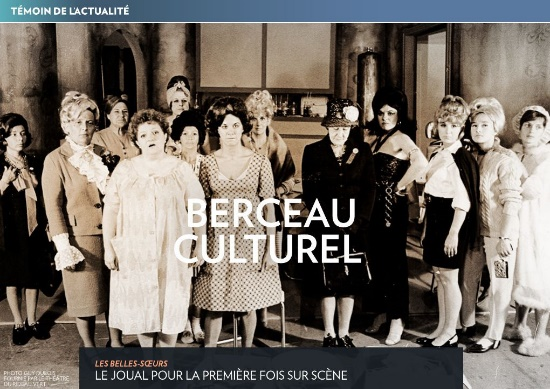 TÉMOIN DE L'ACTUALITÉ
BERCEAU
CULTUREL
LES BELLES-SŒURS
LE JOUAL POUR LA PREMIÈRE FOIS SUR SCÈNE